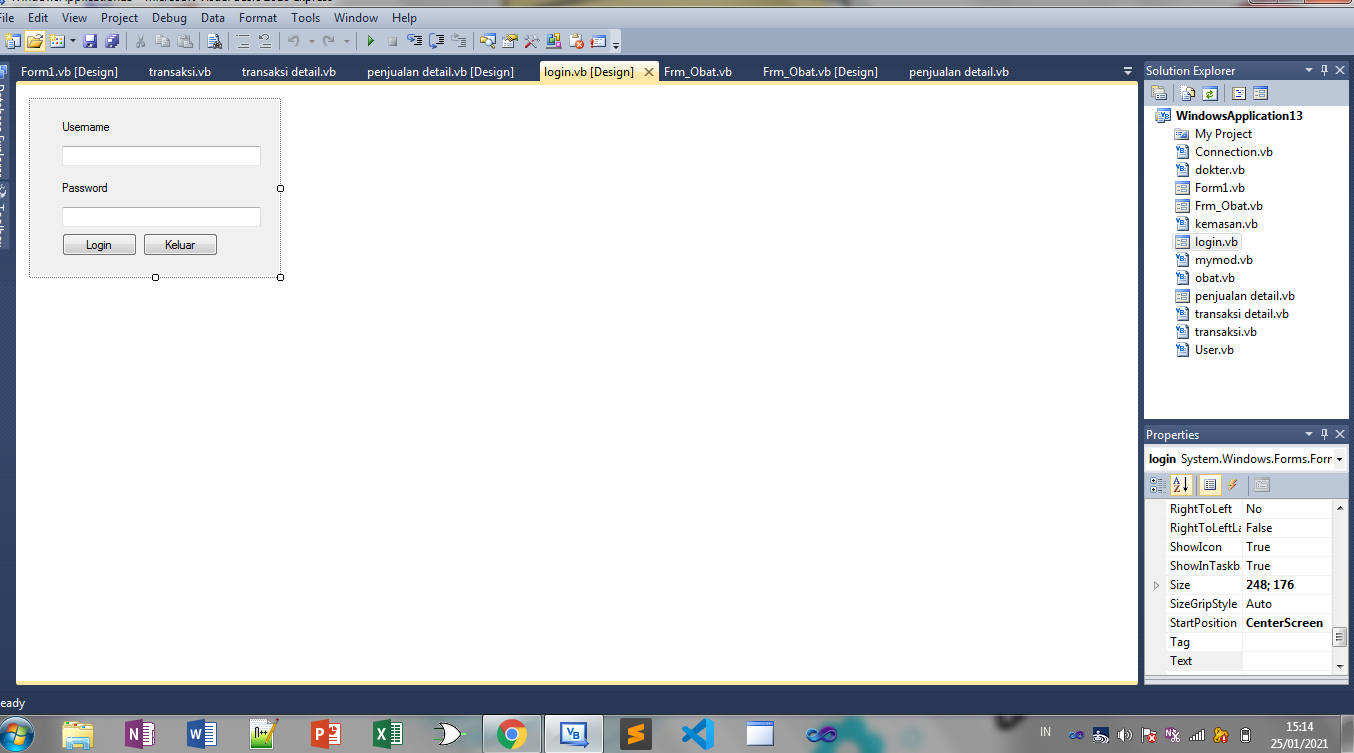 File Edit View Project Debug Data Format Tools Window Help
Form1.vb [Design] transaksi.vb transaksi detail.vb penjualan detail.vb [Design] login.vb [Design] Frm_Obat.vb Frm_Obat.vb [Design] penjualan detail.vb
Username
Password
Login Keluar
Solution Explorer
WindowsApplication13
My Project
Connection.vb
dokter.vb
Form1.vb
Frm_Obat.vb
kemasan.vb
login.vb
mymod.vb
obat.vb
penjualan detail.vb
transaksi detail.vb
transaksi.vb
User.vb
Properties
login System.Windows.Forms.Forr
RightToLeft No
RightToLeftLa False
ShowIcon True
ShowInTaskb True
Size 248; 176
SizeGripStyle Auto
StartPosition CenterScreen
Tag
Text
eady
IN
15:14
25/01/2021